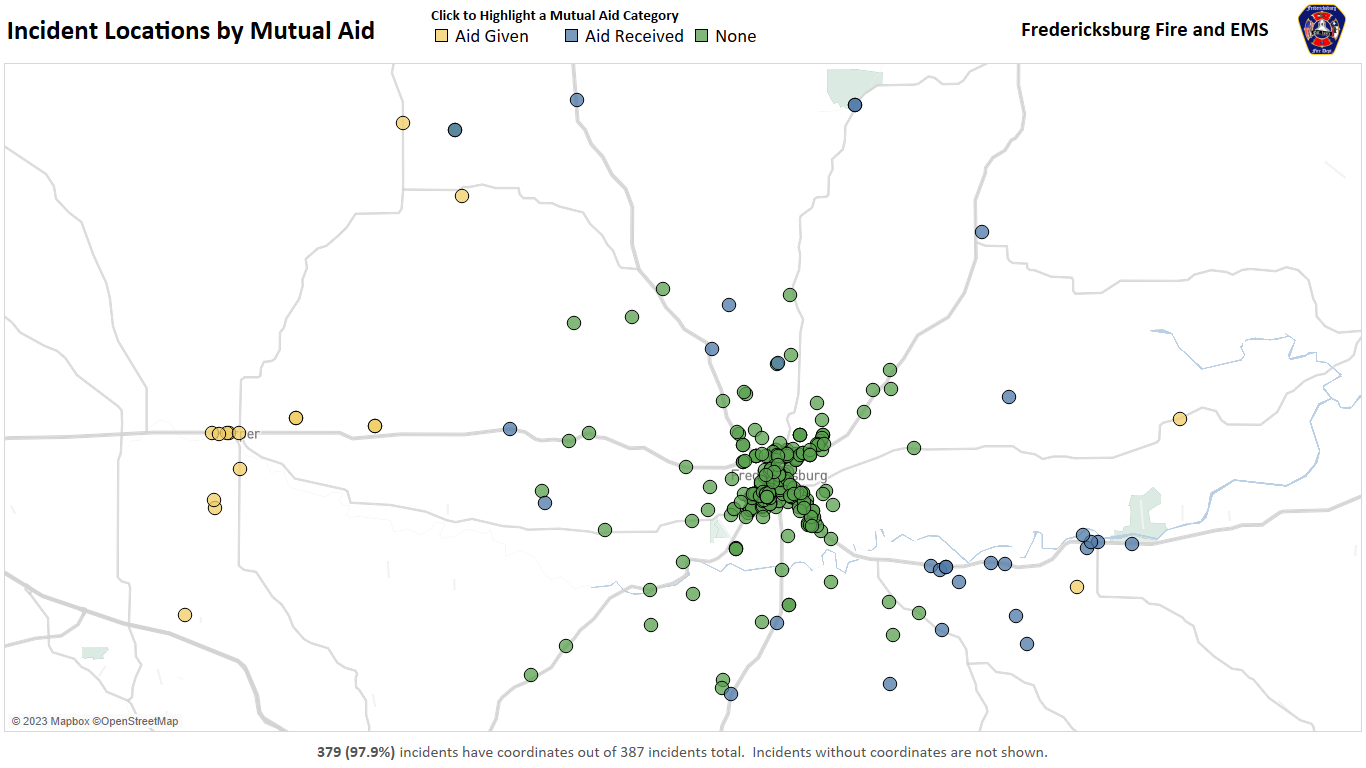 Click to Highlight a Mutual Aid Category
Incident Locations by Mutual Aid
Aid Given
Aid Received
None
Fredericksburg Fire and EMS
© 2023 Mapbox ©OpenStreetMap
379 (97.9%) incidents have coordinates out of 387 incidents total. Incidents without coordinates are not shown.